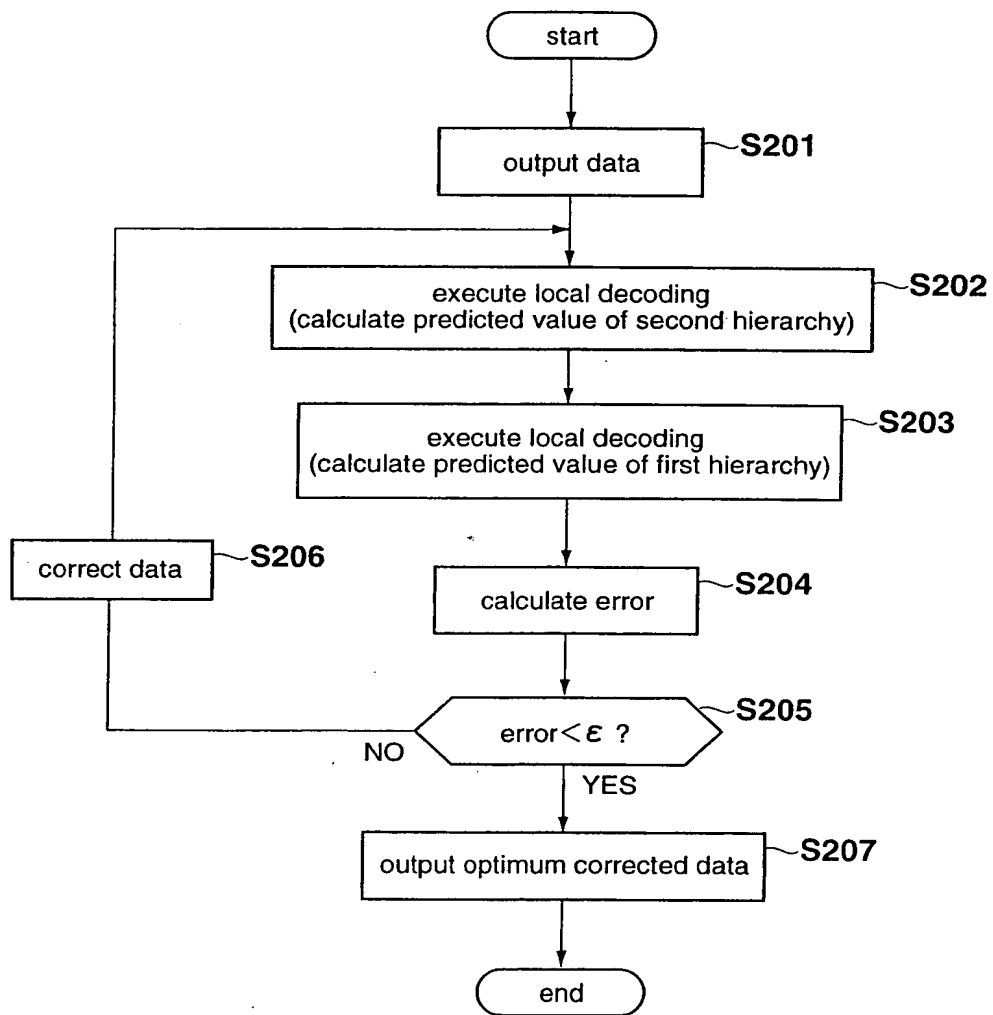 start
output data
S201
execute local decoding
(calculate predicted value of second hierarchy)
S202
execute local decoding
(calculate predicted value of first hierarchy)
S203
correct data
S206
calculate error
S204
error<ε ?
S205
NO
YES
output optimum corrected data
S207
end